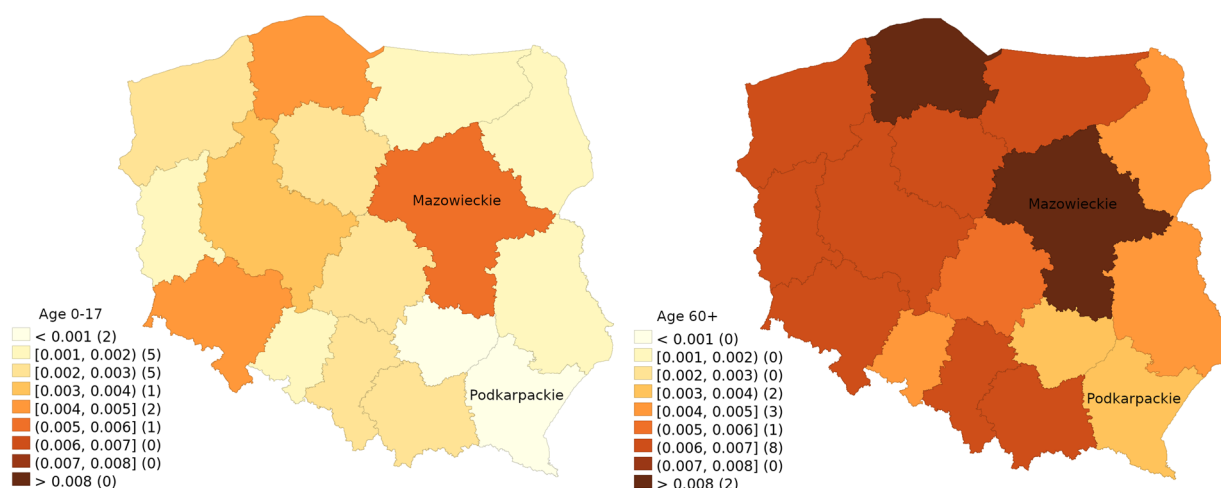 Mazowieckie
Podkarpackie
Age 0-17
< 0.001 (2)
[0.001, 0.002) (5)
[0.002, 0.003) (5)
[0.003, 0.004) (1)
[0.004, 0.005] (2)
(0.005, 0.006] (1)
(0.006, 0.007] (0)
(0.007, 0.008] (0)
> 0.008 (0)
Mazowieckie
Podkarpackie
Age 60+
< 0.001 (0)
[0.001, 0.002) (0)
[0.002, 0.003) (0)
[0.003, 0.004) (2)
[0.004, 0.005] (3)
(0.005, 0.006] (1)
(0.006, 0.007] (8)
(0.007, 0.008] (0)
> 0.008 (2)